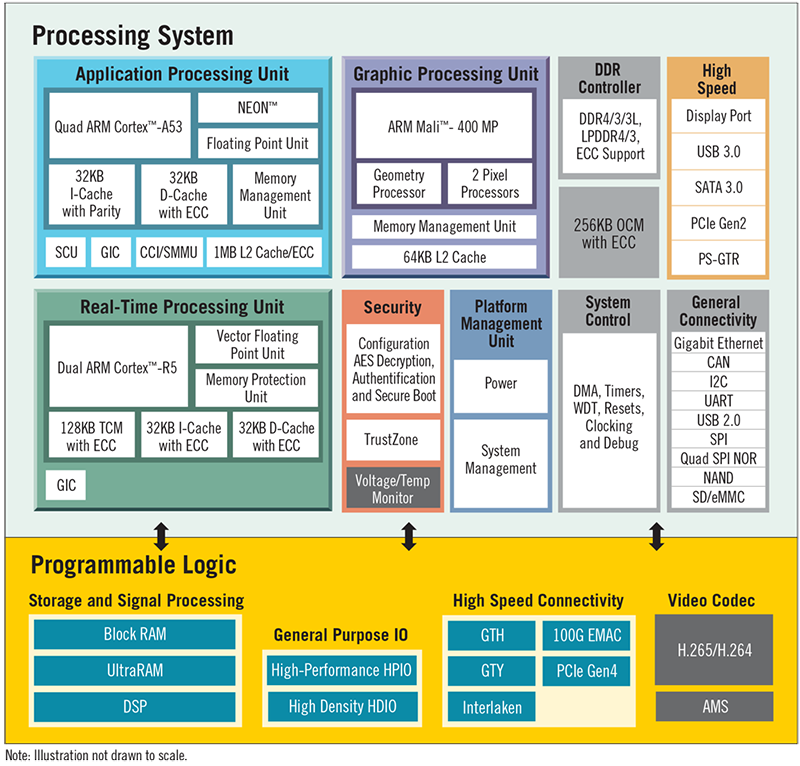 Processing System
Application Processing Unit
Quad ARM Cortex™-A53
NEON™
Floating Point Unit
32KB
I-Cache
with Parity
32KB
D-Cache
with ECC
Memory
Management
Unit
SCU
GIC
CCI/SMMU
1MB L2 Cache/ECC
Graphic Processing Unit
ARM Mali™- 400 MP
Geometry
Processor
2 Pixel
Processors
Memory Management Unit
64KB L2 Cache
DDR
Controller
DDR4/3/3L,
LPDDR4/3,
ECC Support
256KB OCM
with ECC
High
Speed
Display Port
USB 3.0
SATA 3.0
PCIe Gen2
PS-GTR
Real-Time Processing Unit
Dual ARM Cortex™-R5
Vector Floating
Point Unit
Memory Protection
Unit
128KB TCM
with ECC
32KB I-Cache
with ECC
32KB D-Cache
with ECC
GIC
Security
Configuration
AES Decryption,
Authentification
and Secure Boot
TrustZone
Voltage/Temp
Monitor
Platform
Management
Unit
Power
System
Management
System
Control
DMA, Timers,
WDT, Resets,
Clocking
and Debug
General
Connectivity
Gigabit Ethernet
CAN
I2C
UART
USB 2.0
SPI
Quad SPI NOR
NAND
SD/eMMC
Programmable Logic
Storage and Signal Processing
Block RAM
UltraRAM
DSP
General Purpose IO
High-Performance HPIO
High Density HDIO
High Speed Connectivity
GTH
100G EMAC
GTY
PCIe Gen4
Interlaken
Video Codec
H.265/H.264
AMS
Note: Illustration not drawn to scale.